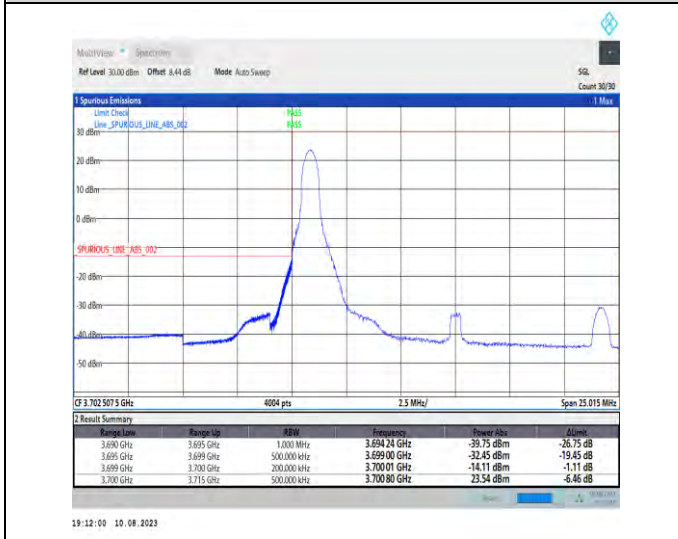 MultiView Spectrum
Ref Level 30.00 dBm Offset 8.44 dB Mode Auto Sweep SGL
Count 30/30
1 Spurious Emissions 1 Max
Limit Check PASS
Line _SPURIOUS_LINE_ABS_002 PASS
30 dBm
20 dBm
10 dBm
0 dBm
_SPURIOUS_LINE_ABS_002
-20 dBm
-30 dBm
-40 dBm
-50 dBm
CF 3.702 507 5 GHz 4004 pts 2.5 MHz/ Span 25.015 MHz
2 Result Summary
Range Low Range Up RBW Frequency Power Abs ΔLimit
3.690 GHz 3.695 GHz 1.000 MHz 3.694 24 GHz -39.75 dBm -26.75 dB
3.695 GHz 3.699 GHz 500.000 kHz 3.699 00 GHz -32.45 dBm -19.45 dB
3.699 GHz 3.700 GHz 200.000 kHz 3.700 01 GHz -14.11 dBm -1.11 dB
3.700 GHz 3.715 GHz 500.000 kHz 3.700 80 GHz 23.54 dBm -6.46 dB
19:12:00 10.08.2023